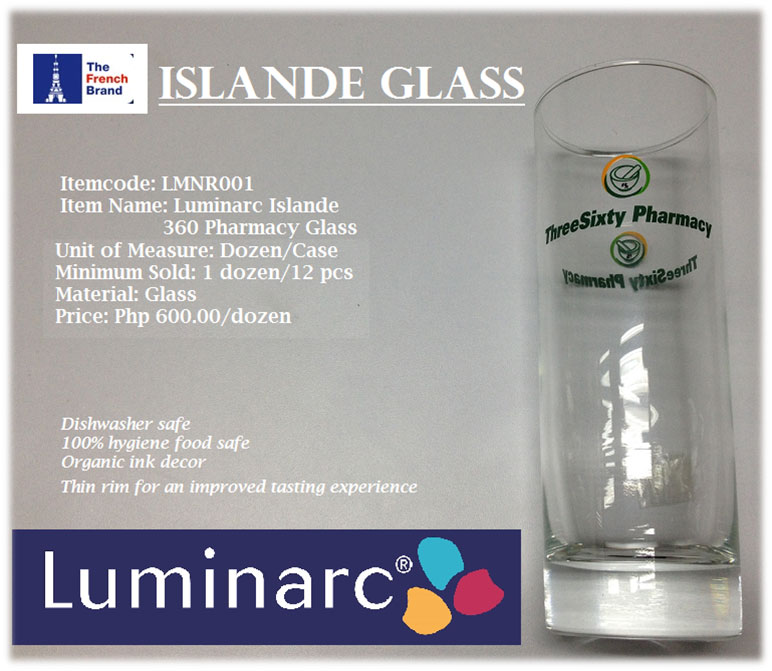 The
French
Brand
ISLANDE GLASS
Itemcode: LMNR001
Item Name: Luminarc Islande
360 Pharmacy Glass
Unit of Measure: Dozen/Case
Minimum Sold: 1 dozen/12 pcs
Material: Glass
Price: Php 600.00/dozen
ThreeSixty Pharmacy
ThreeSixty Pharmacy
Dishwasher safe
100% hygiene food safe
Organic ink decor
Thin rim for an improved tasting experience
Luminarc®